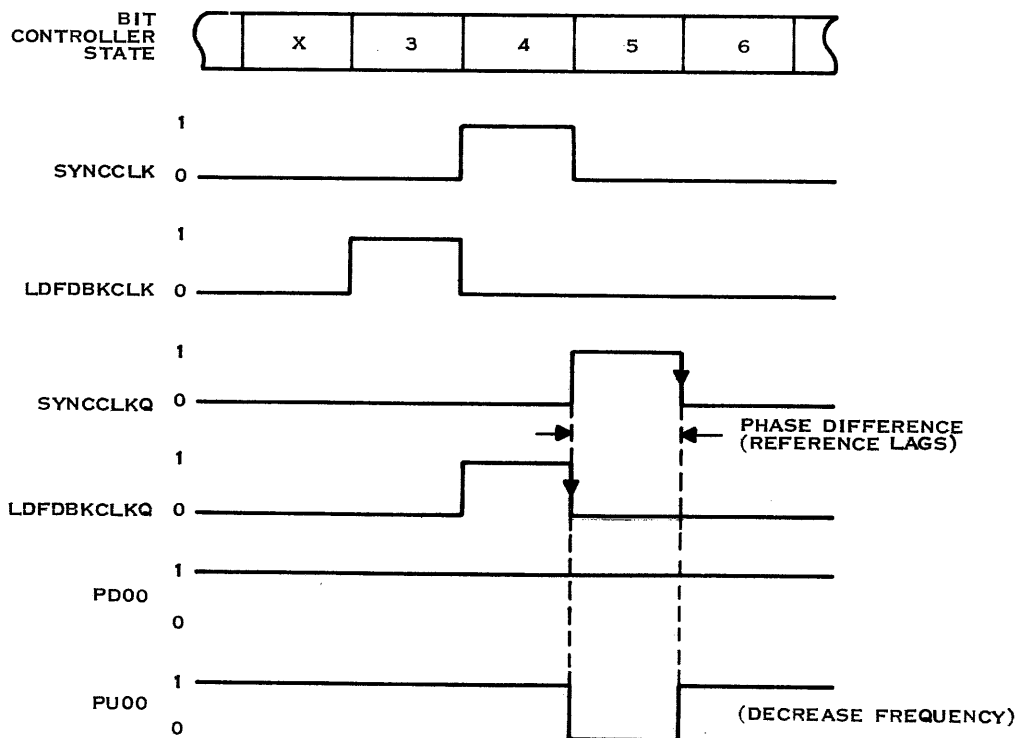 BIT
CONTROLLER
STATE
X 3 4 5 6
1
SYNCCLK 0
1
LDFDBKCLK 0
1
SYNCCLKQ 0
PHASE DIFFERENCE
(REFERENCE LAGS)
1
LDFDBKCLKQ 0
1
PD00
0
1
PU00
(DECREASE FREQUENCY)
0